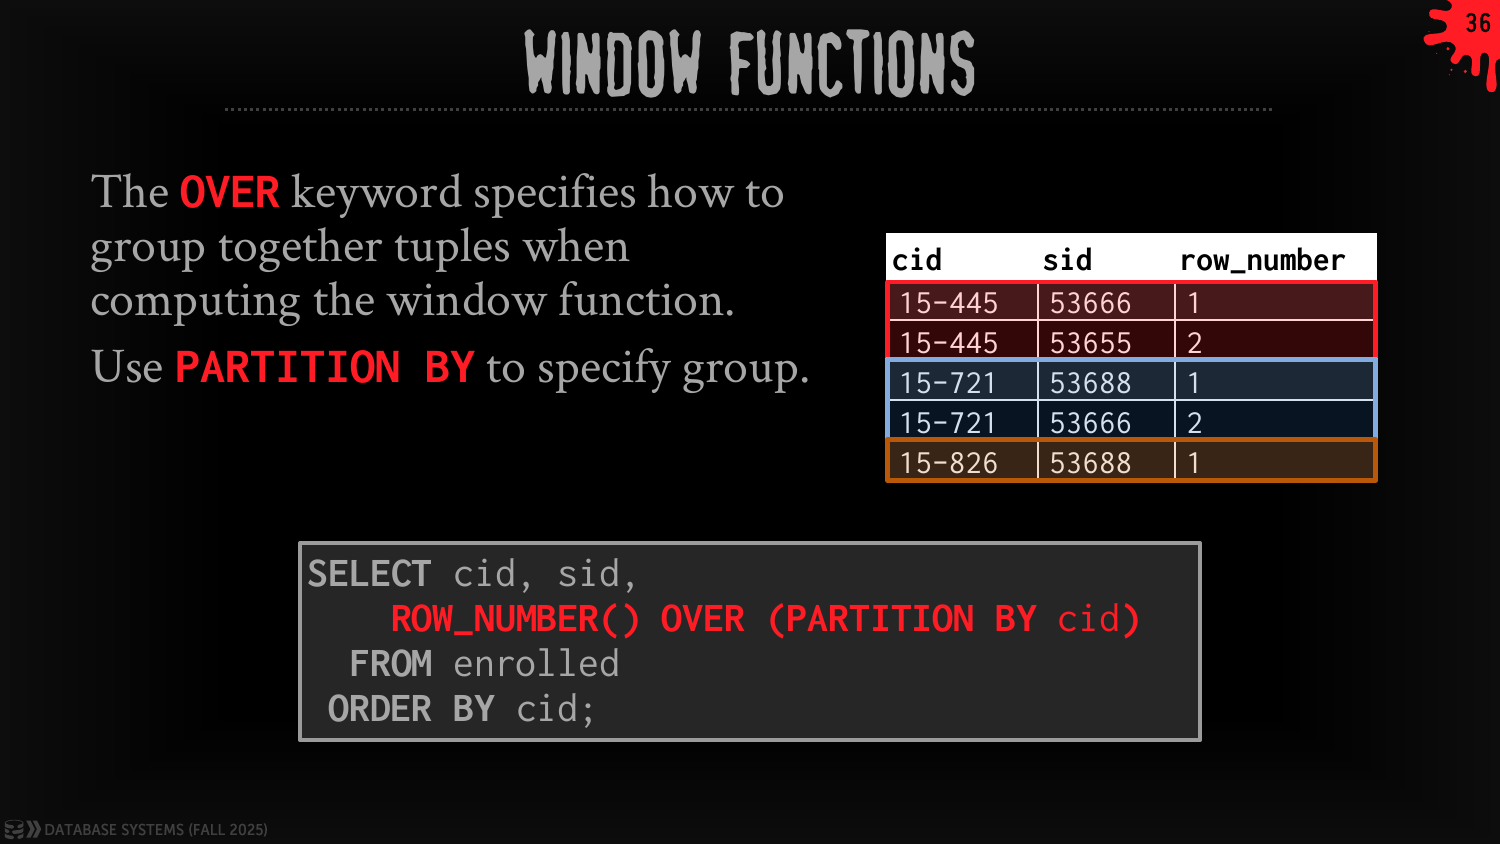 36
WINDOW FUNCTIONS
The OVER keyword specifies how to
group together tuples when
computing the window function.
Use PARTITION BY to specify group.
cid sid row_number
15-445 53666 1
15-445 53655 2
15-721 53688 1
15-721 53666 2
15-826 53688 1
SELECT cid, sid,
ROW_NUMBER() OVER (PARTITION BY cid)
FROM enrolled
ORDER BY cid;
DATABASE SYSTEMS (FALL 2025)